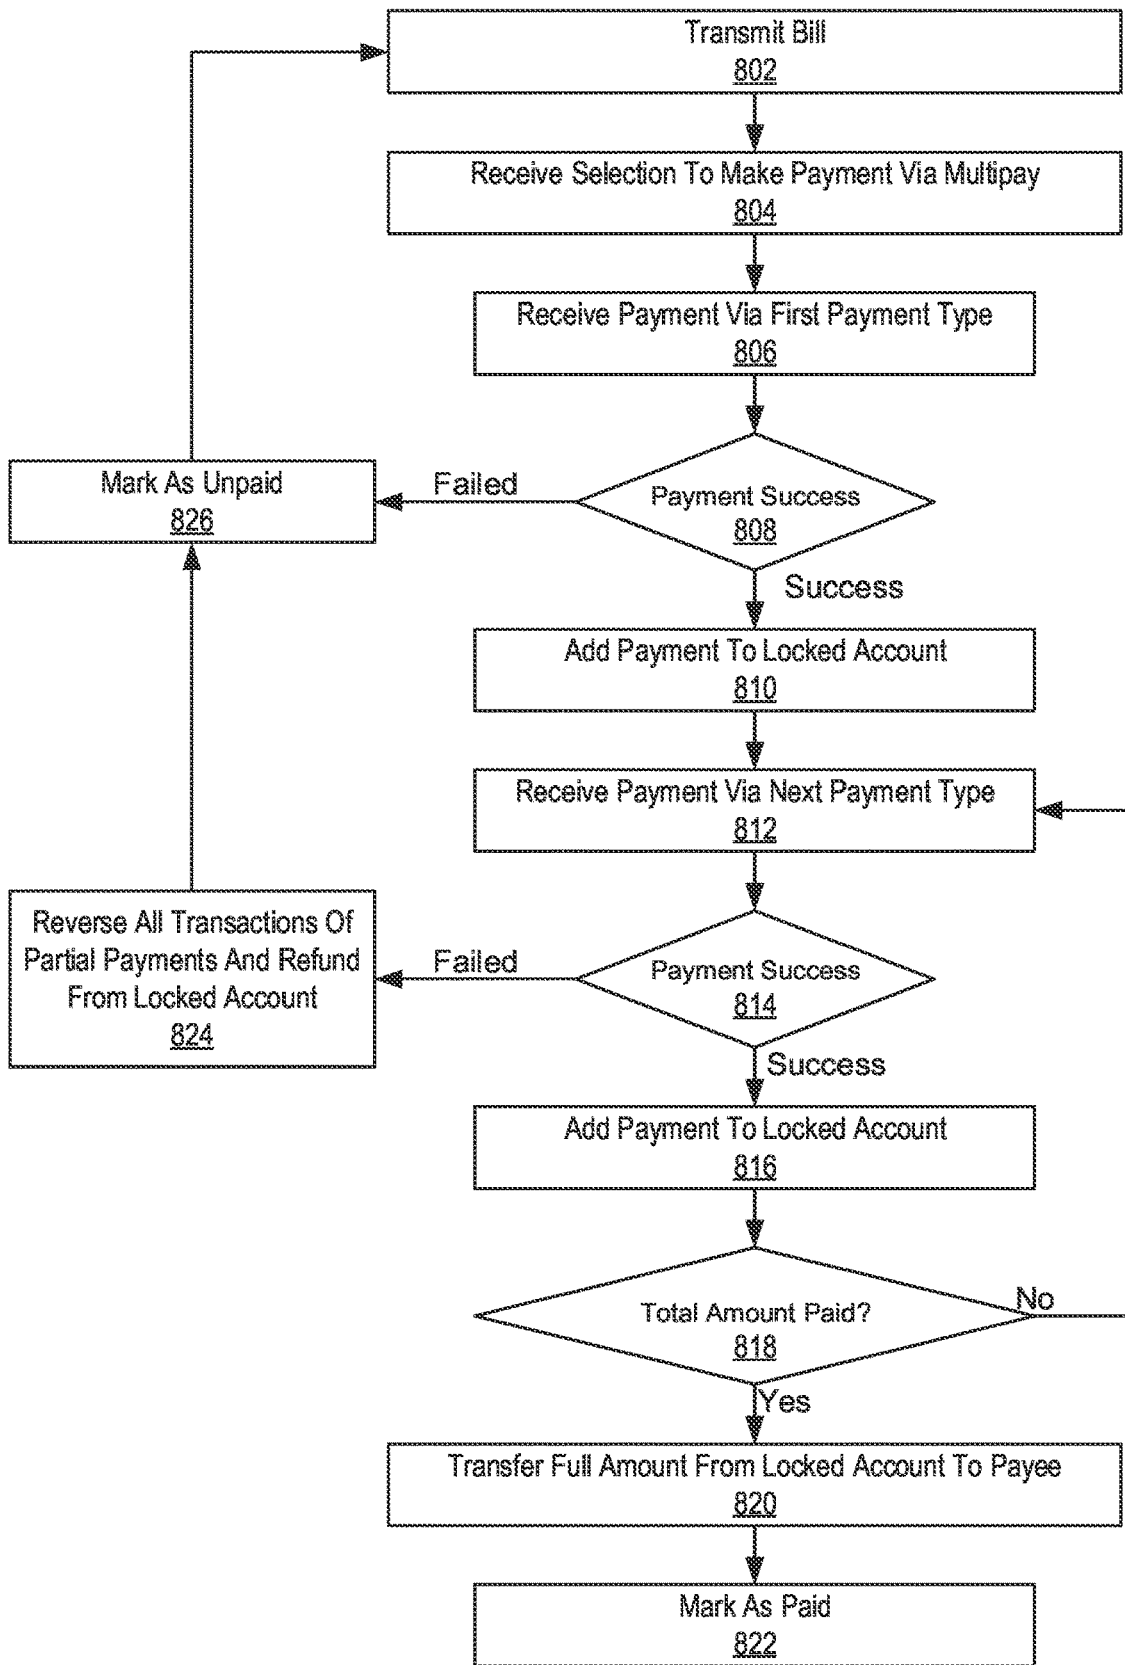 Transmit Bill
802
Receive Selection To Make Payment Via Multipay
804
Receive Payment Via First Payment Type
806
Mark As Unpaid
826
Failed
Payment Success
808
Success
Add Payment To Locked Account
810
Receive Payment Via Next Payment Type
812
Reverse All Transactions Of
Partial Payments And Refund
From Locked Account
824
Failed
Payment Success
814
Success
Add Payment To Locked Account
816
Total Amount Paid?
818
No
Yes
Transfer Full Amount From Locked Account To Payee
820
Mark As Paid
822